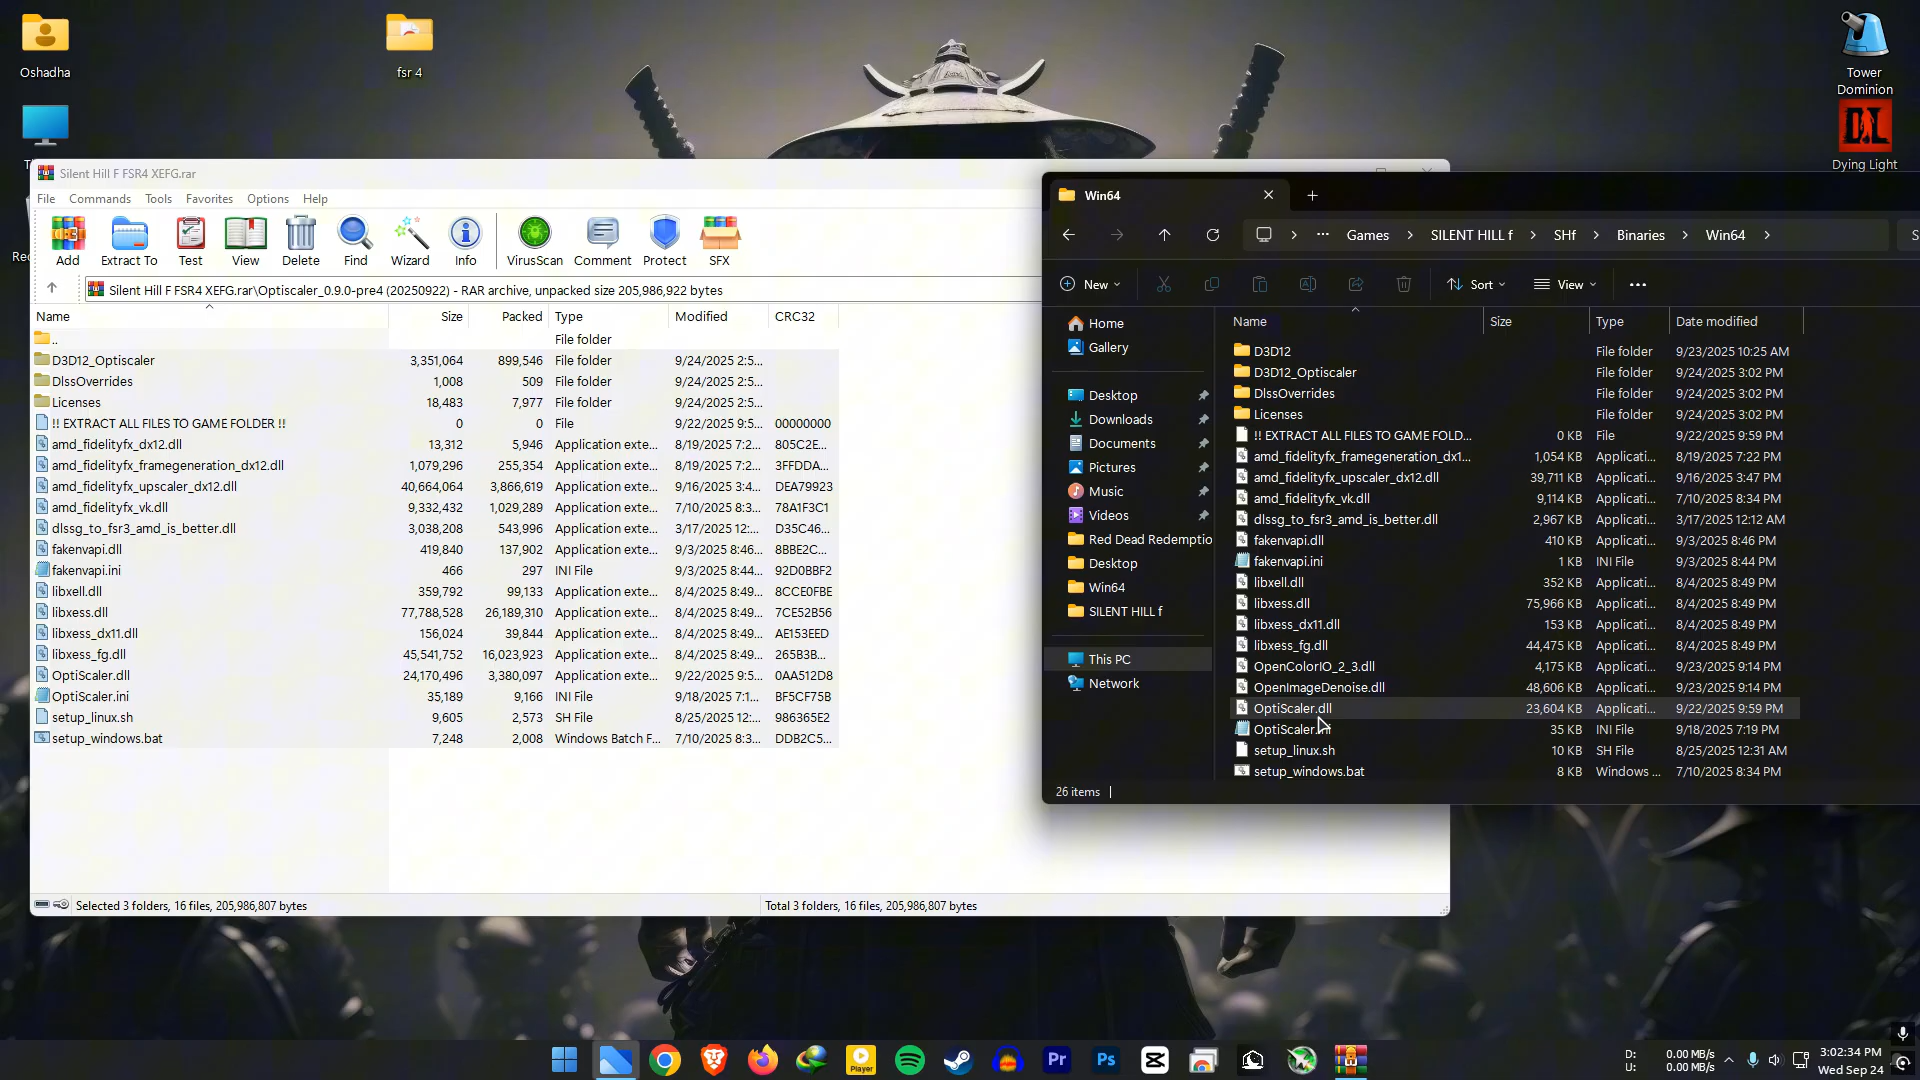 Oshadha
fsr 4
Tower
Dominion
Dying Light
Silent Hill F FSR4 XEFG.rar
File Commands Tools Favorites Options Help
Add Extract To Test View Delete Find Wizard Info VirusScan Comment Protect SFX
Silent Hill F FSR4 XEFG.rar\Optiscaler_0.9.0-pre4 (20250922) - RAR archive, unpacked size 205,986,922 bytes
Name Size Packed Type Modified CRC32
.. File folder
D3D12_Optiscaler 3,351,064 899,546 File folder 9/24/2025 2:5...
DlssOverrides 1,008 509 File folder 9/24/2025 2:5...
Licenses 18,483 7,977 File folder 9/24/2025 2:5...
!! EXTRACT ALL FILES TO GAME FOLDER !! 0 0 File 9/22/2025 9:5... 00000000
amd_fidelityfx_dx12.dll 13,312 5,946 Application exte... 8/19/2025 7:2... 805C2E...
amd_fidelityfx_framegeneration_dx12.dll 1,079,296 255,354 Application exte... 8/19/2025 7:2... 3FFDDA...
amd_fidelityfx_upscaler_dx12.dll 40,664,064 3,866,619 Application exte... 9/16/2025 3:4... DEA79923
amd_fidelityfx_vk.dll 9,332,432 1,029,289 Application exte... 7/10/2025 8:3... 78A1F3C1
dlssg_to_fsr3_amd_is_better.dll 3,038,208 543,996 Application exte... 3/17/2025 12:... D35C46...
fakenvapi.dll 419,840 137,902 Application exte... 9/3/2025 8:46... 8BBE2C...
fakenvapi.ini 466 297 INI File 9/3/2025 8:44... 92D0BBF2
libxell.dll 359,792 99,133 Application exte... 8/4/2025 8:49... 8CCE0FBE
libxess.dll 77,788,528 26,189,310 Application exte... 8/4/2025 8:49... 7CE52B56
libxess_dx11.dll 156,024 39,844 Application exte... 8/4/2025 8:49... AE153EED
libxess_fg.dll 45,541,752 16,023,923 Application exte... 8/4/2025 8:49... 265B3B...
OptiScaler.dll 24,170,496 3,380,097 Application exte... 9/22/2025 9:5... 0AA512D8
OptiScaler.ini 35,189 9,166 INI File 9/18/2025 7:1... BF5CF75B
setup_linux.sh 9,605 2,573 SH File 8/25/2025 12:... 986365E2
setup_windows.bat 7,248 2,008 Windows Batch F... 7/10/2025 8:3... DDB2C5...
Selected 3 folders, 16 files, 205,986,807 bytes
Total 3 folders, 16 files, 205,986,807 bytes
Win64
... Games SILENT HILL f SHf Binaries Win64
New Sort View ...
Home
Gallery
Desktop
Downloads
Documents
Pictures
Music
Videos
Red Dead Redemptio
Desktop
Win64
SILENT HILL f
This PC
Network
Name Size Type Date modified
D3D12 File folder 9/23/2025 10:25 AM
D3D12_Optiscaler File folder 9/24/2025 3:02 PM
DlssOverrides File folder 9/24/2025 3:02 PM
Licenses File folder 9/24/2025 3:02 PM
!! EXTRACT ALL FILES TO GAME FOLD... 0 KB File 9/22/2025 9:59 PM
amd_fidelityfx_framegeneration_dx1... 1,054 KB Applicati... 8/19/2025 7:22 PM
amd_fidelityfx_upscaler_dx12.dll 39,711 KB Applicati... 9/16/2025 3:47 PM
amd_fidelityfx_vk.dll 9,114 KB Applicati... 7/10/2025 8:34 PM
dlssg_to_fsr3_amd_is_better.dll 2,967 KB Applicati... 3/17/2025 12:12 AM
fakenvapi.dll 410 KB Applicati... 9/3/2025 8:46 PM
fakenvapi.ini 1 KB INI File 9/3/2025 8:44 PM
libxell.dll 352 KB Applicati... 8/4/2025 8:49 PM
libxess.dll 75,966 KB Applicati... 8/4/2025 8:49 PM
libxess_dx11.dll 153 KB Applicati... 8/4/2025 8:49 PM
libxess_fg.dll 44,475 KB Applicati... 8/4/2025 8:49 PM
OpenColorIO_2_3.dll 4,175 KB Applicati... 9/23/2025 9:14 PM
OpenImageDenoise.dll 48,606 KB Applicati... 9/23/2025 9:14 PM
OptiScaler.dll 23,604 KB Applicati... 9/22/2025 9:59 PM
OptiScaler.ini 35 KB INI File 9/18/2025 7:19 PM
setup_linux.sh 10 KB SH File 8/25/2025 12:31 AM
setup_windows.bat 8 KB Windows ... 7/10/2025 8:34 PM
26 items
Player
Pr
Ps
D: 0.00 MB/s
U: 0.00 MB/s
3:02:34 PM
Wed Sep 24